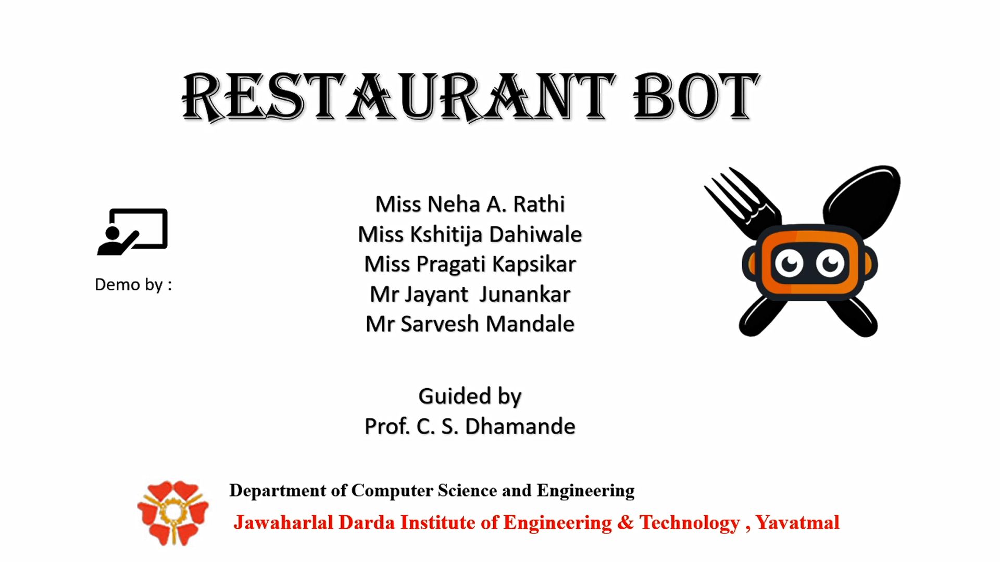 RESTAURANT BOT
Demo by :
Miss Neha A. Rathi
Miss Kshitija Dahiwale
Miss Pragati Kapsikar
Mr Jayant  Junankar
Mr Sarvesh Mandale
Guided by
Prof. C. S. Dhamande
Department of Computer Science and Engineering
Jawaharlal Darda Institute of Engineering & Technology , Yavatmal